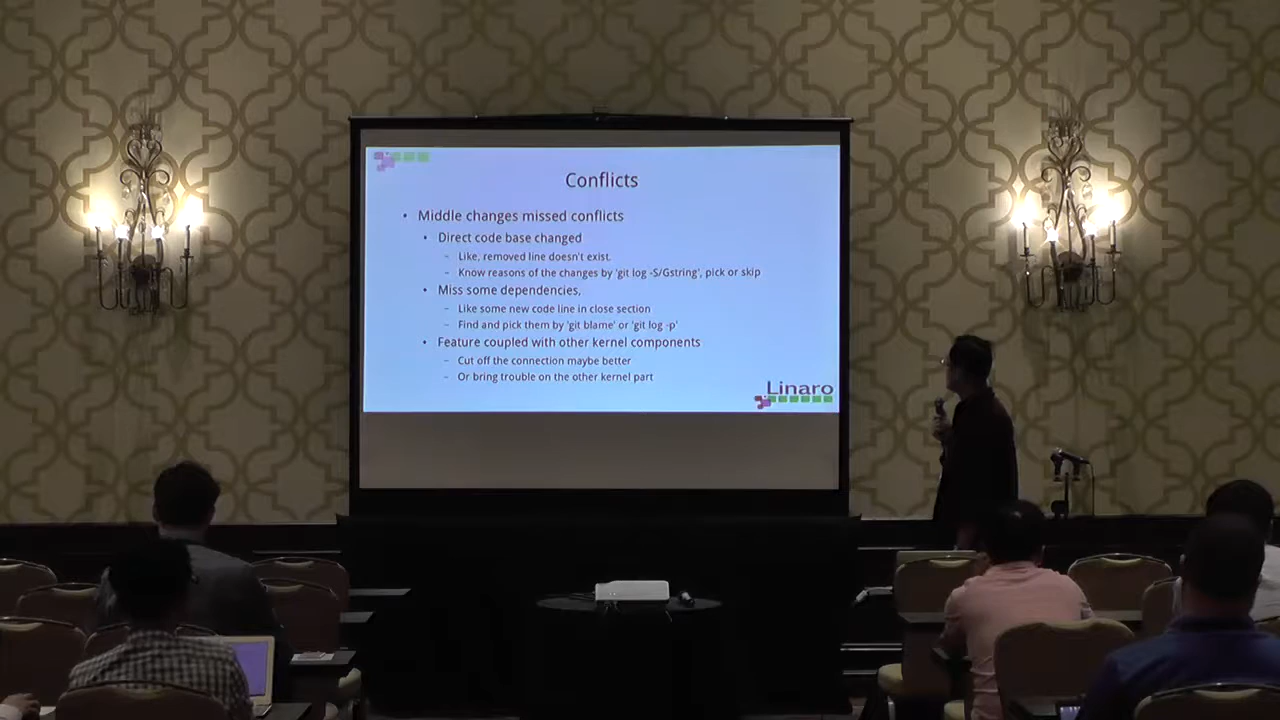 Conflicts
• Middle changes missed conflicts
• Direct code base changed
– Like, removed line doesn't exist.
– Know reasons of the changes by 'git log -S/Gstring', pick or skip
• Miss some dependencies,
– Like some new code line in close section
– Find and pick them by 'git blame' or 'git log -p'
• Feature coupled with other kernel components
– Cut off the connection maybe better
– Or bring trouble on the other kernel part
Linaro